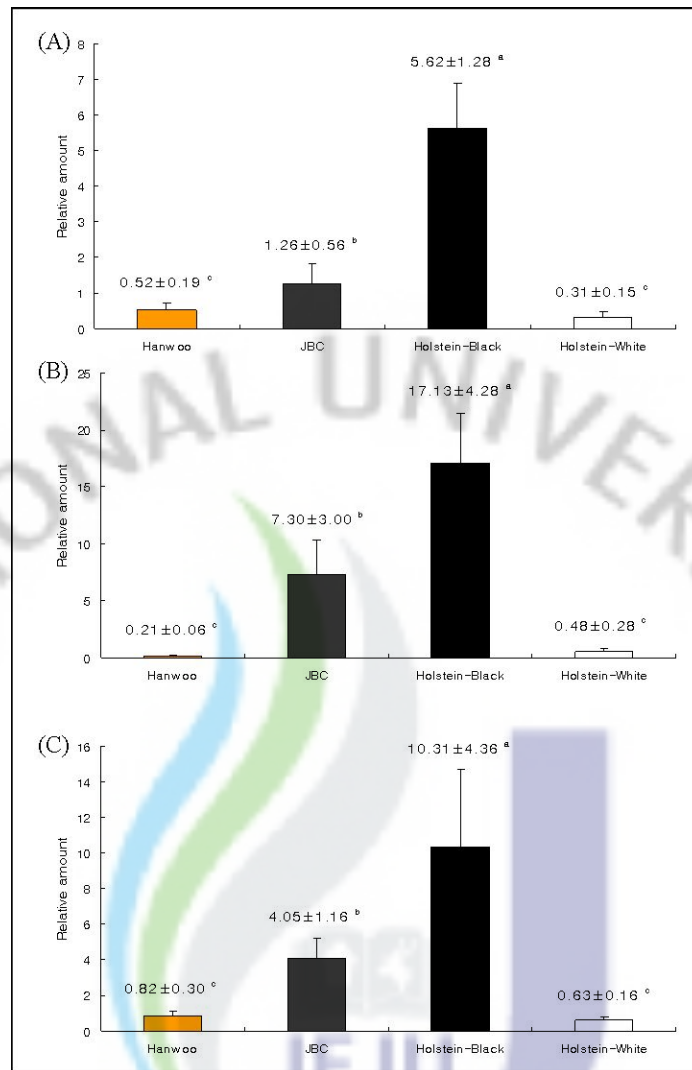 (A)
8
7
6
5
4
3
2
1
0
Relative amount
0.52±0.19 c
1.26±0.56 b
5.62±1.28 a
0.31±0.15 c
Hanwoo JBC Holstein-Black Holstein-White
(B)
25
20
15
10
5
0
Relative amount
0.21±0.06 c
7.30±3.00 b
17.13±4.28 a
0.48±0.28 c
Hanwoo JBC Holstein-Black Holstein-White
(C)
16
14
12
10
8
6
4
2
0
Relative amount
0.82±0.30 c
4.05±1.16 b
10.31±4.36 a
0.63±0.16 c
Hanwoo JBC Holstein-Black Holstein-White
UNIVER
JEJU